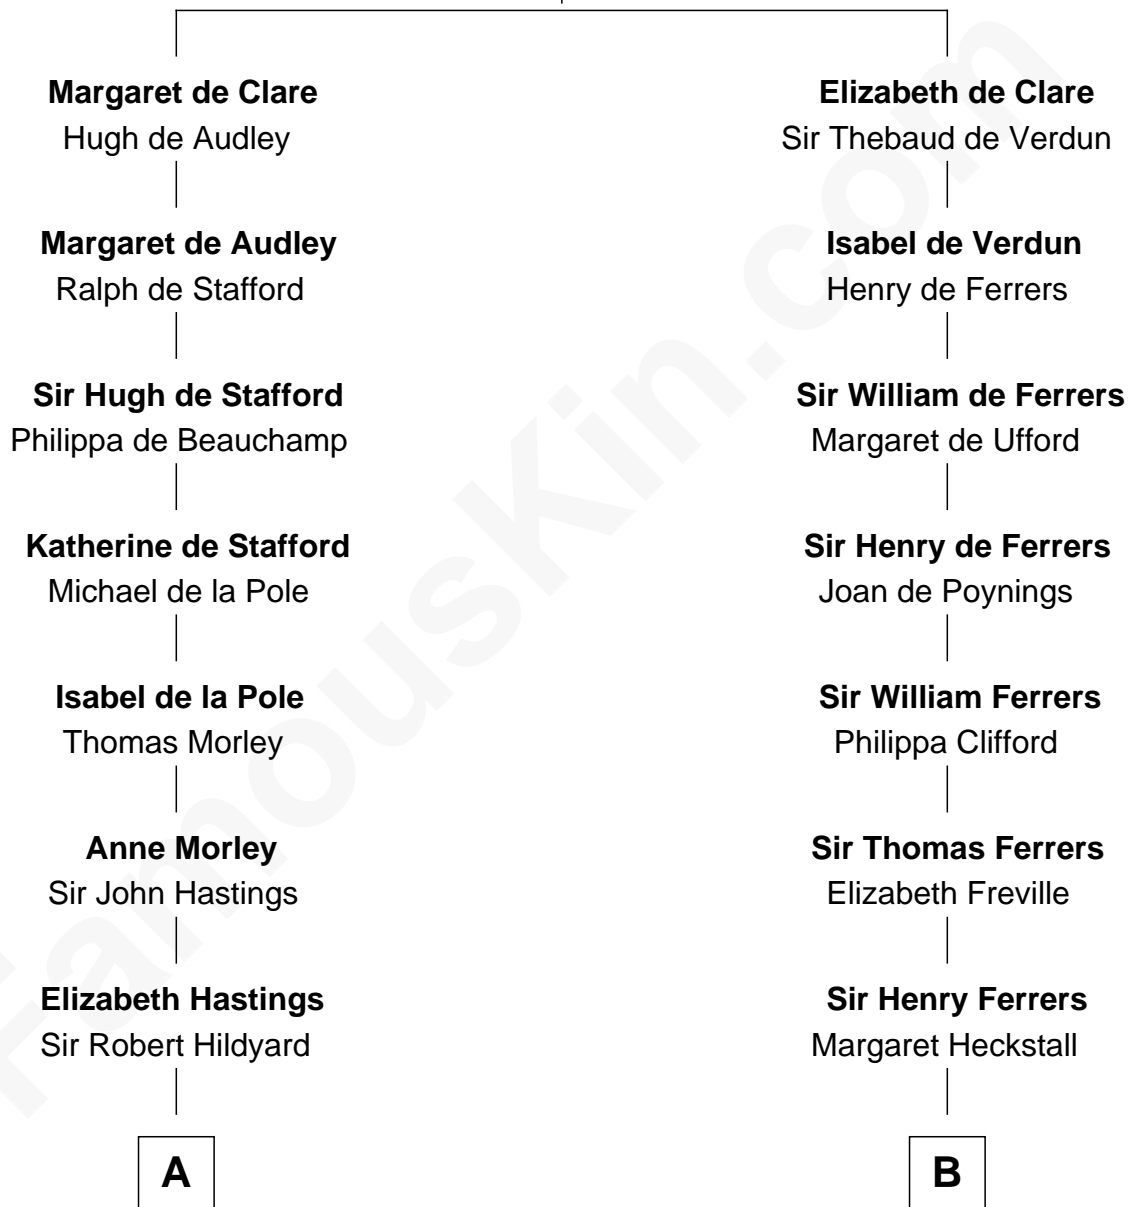 Margaret de Clare
Hugh de Audley
Margaret de Audley
Ralph de Stafford
Sir Hugh de Stafford
Philippa de Beauchamp
Katherine de Stafford
Michael de la Pole
Isabel de la Pole
Thomas Morley
Anne Morley
Sir John Hastings
Elizabeth Hastings
Sir Robert Hildyard
A
Elizabeth de Clare
Sir Thebaud de Verdun
Isabel de Verdun
Henry de Ferrers
Sir William de Ferrers
Margaret de Ufford
Sir Henry de Ferrers
Joan de Poynings
Sir William Ferrers
Philippa Clifford
Sir Thomas Ferrers
Elizabeth Freville
Sir Henry Ferrers
Margaret Heckstall
B
FamousKin.com